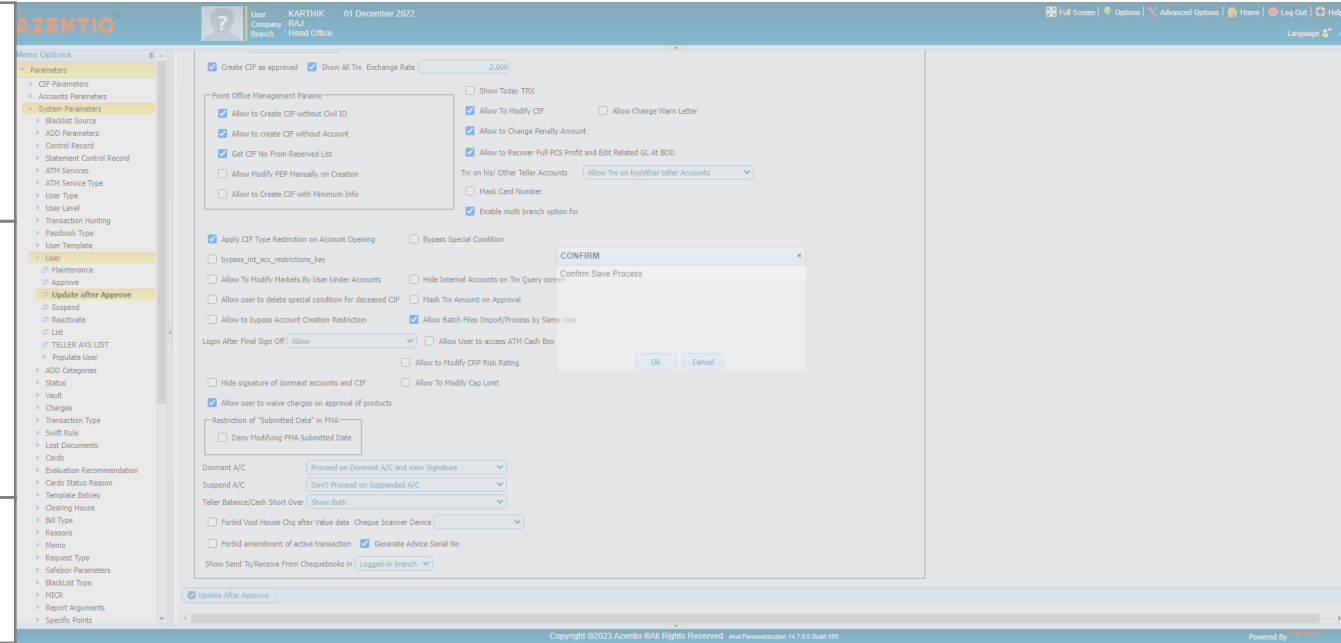 AZENTIO
User : KARTHIK 01 December 2022
Company : BAJ
Branch : Head Office
Full Screen | Options | Advanced Options | Home | Log Out | Help
Language
Menu Options
Parameters
CIF Parameters
Accounts Parameters
System Parameters
Blacklist Source
ADD Parameters
Control Record
Statement Control Record
ATM Services
ATM Service Type
User Type
User Level
Transaction Hunting
Passbook Type
User Template
User
Maintenance
Approve
Update after Approve
Suspend
Reactivate
List
TELLER AXS LIST
Populate User
ADD Categories
Status
Vault
Charges
Transaction Type
Swift Rule
Lost Documents
Cards
Evaluation Recommendation
Cards Status Reason
Template Entries
Clearing House
Bill Type
Reasons
Memo
Request Type
Safebox Parameters
BlackList Type
MICR
Report Arguments
Specific Points
Create CIF as approved Show All Trx Exchange Rate 2.000
Front Office Management Parame
Allow to Create CIF without Civil ID
Allow to create CIF without Account
Get CIF No From Reserved List
Allow Modify PEP Manually on Creation
Allow to Create CIF with Minimum Info
Show Today TRX
Allow To Modify CIF Allow Change Warn Letter
Allow to Change Penalty Amount
Allow to Recover Full PCS Profit and Edit Related GL At BOD
Trx on his/ Other Teller Accounts Allow Trx on his/other teller Accounts
Mask Card Number
Enable multi branch option for
Apply CIF Type Restriction on Account Opening Bypass Special Condition
bypass_int_acc_restrictions_key
Allow To Modify Markets By User Under Accounts Hide Internal Accounts on Trx Query screen
Allow user to delete special condition for deceased CIF Mask Trx Amount on Approval
Allow to bypass Account Creation Restriction Allow Batch Files Import/Process by Same User
Login After Final Sign Off Allow Allow User to access ATM Cash Box
Allow to Modify CRP Risk Rating
Hide signature of dormant accounts and CIF Allow To Modify Cap Limit
Allow user to waive charges on approval of products
Restriction of "Submitted Date" in FMA
Deny Modifying FMA Submitted Date
Dormant A/C Proceed on Dormant A/C and view Signature
Suspend A/C Don't Proceed on Suspended A/C
Teller Balance/Cash Short Over Show Both
Forbid Void House Chq after Value date Cheque Scanner Device
Forbid amendment of active transaction Generate Advice Serial No
Show Send To/Receive From Chequebooks in Logged-in branch
CONFIRM
Confirm Save Process
Ok Cancel
Update After Approve
Copyright ©2023 Azentio ®All Rights Reserved imal Parametrization 14.7.0.0 Build 195
Powered By